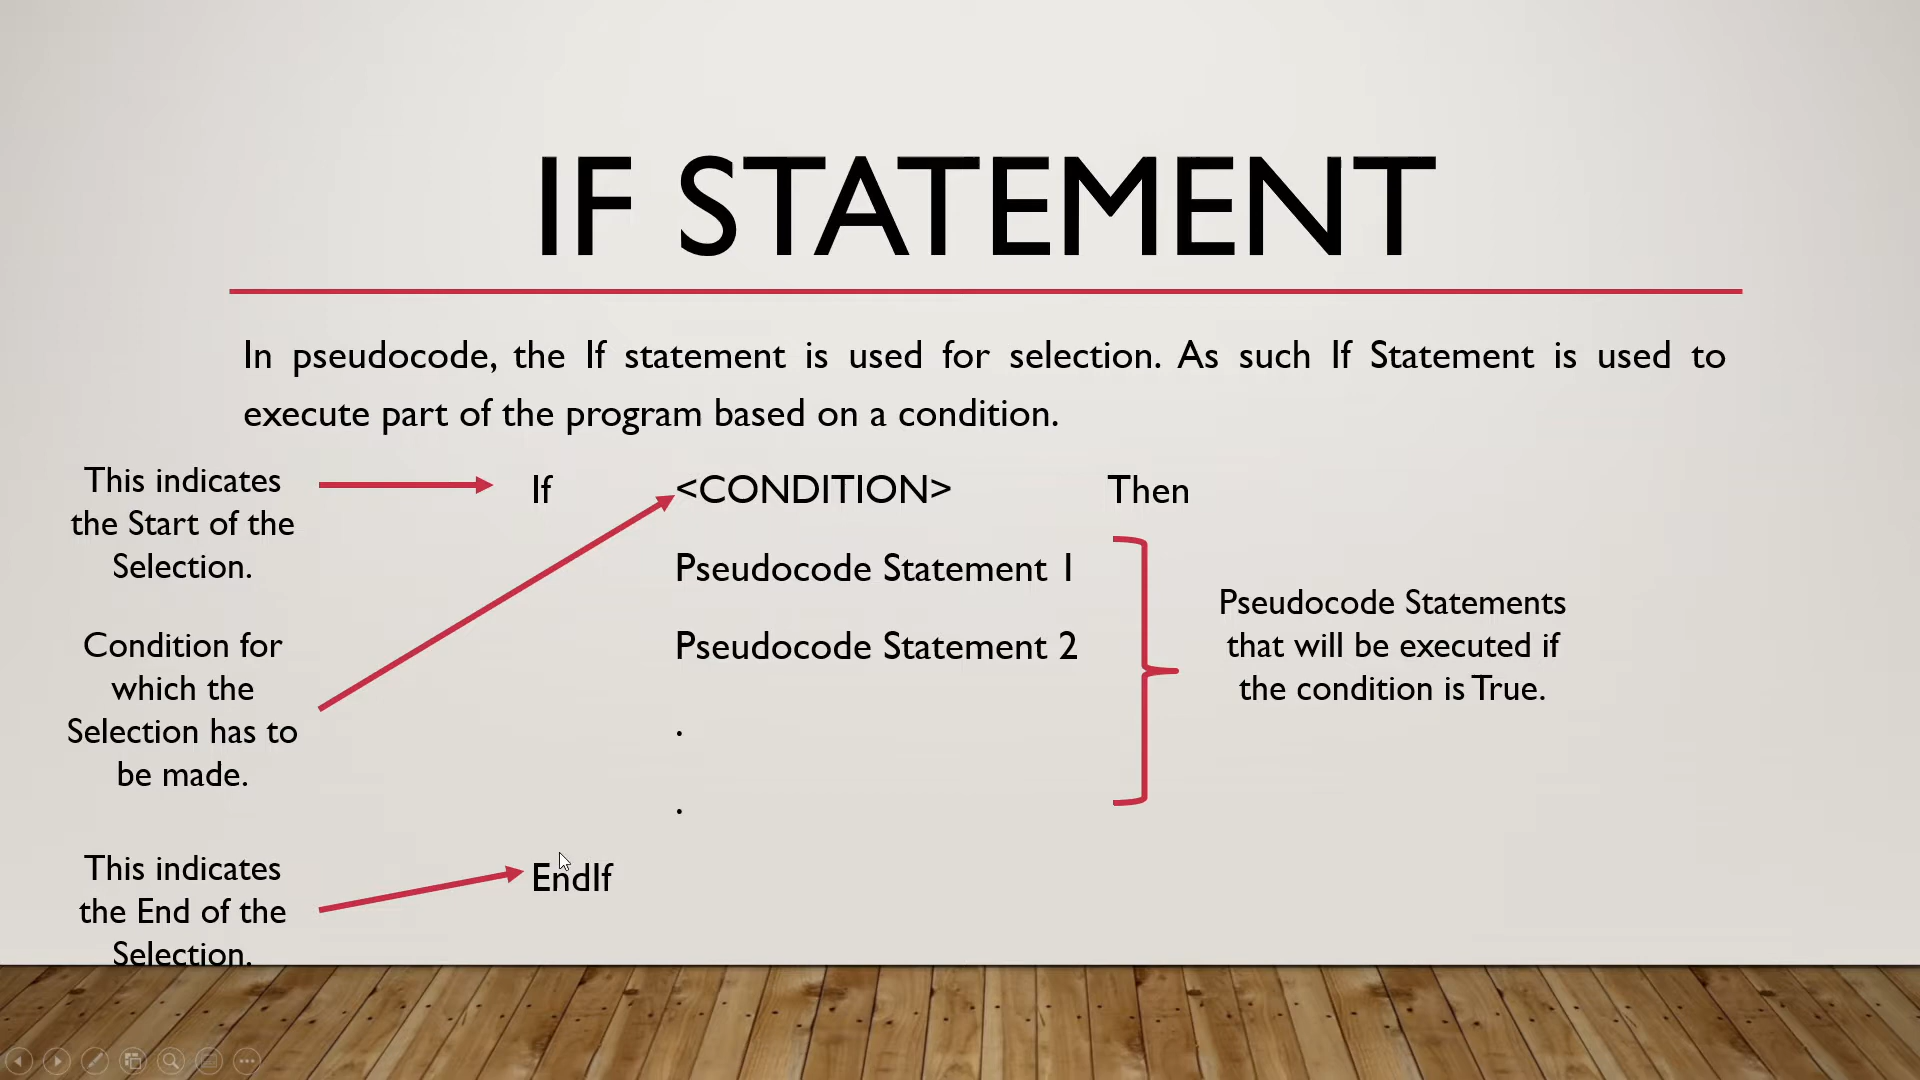 IF STATEMENT
In pseudocode, the If statement is used for selection. As such If Statement is used to
execute part of the program based on a condition.
This indicates
the Start of the
Selection.
If <CONDITION> Then
Pseudocode Statement 1
Pseudocode Statement 2
.
.
Pseudocode Statements
that will be executed if
the condition is True.
Condition for
which the
Selection has to
be made.
This indicates
the End of the
Selection.
EndIf